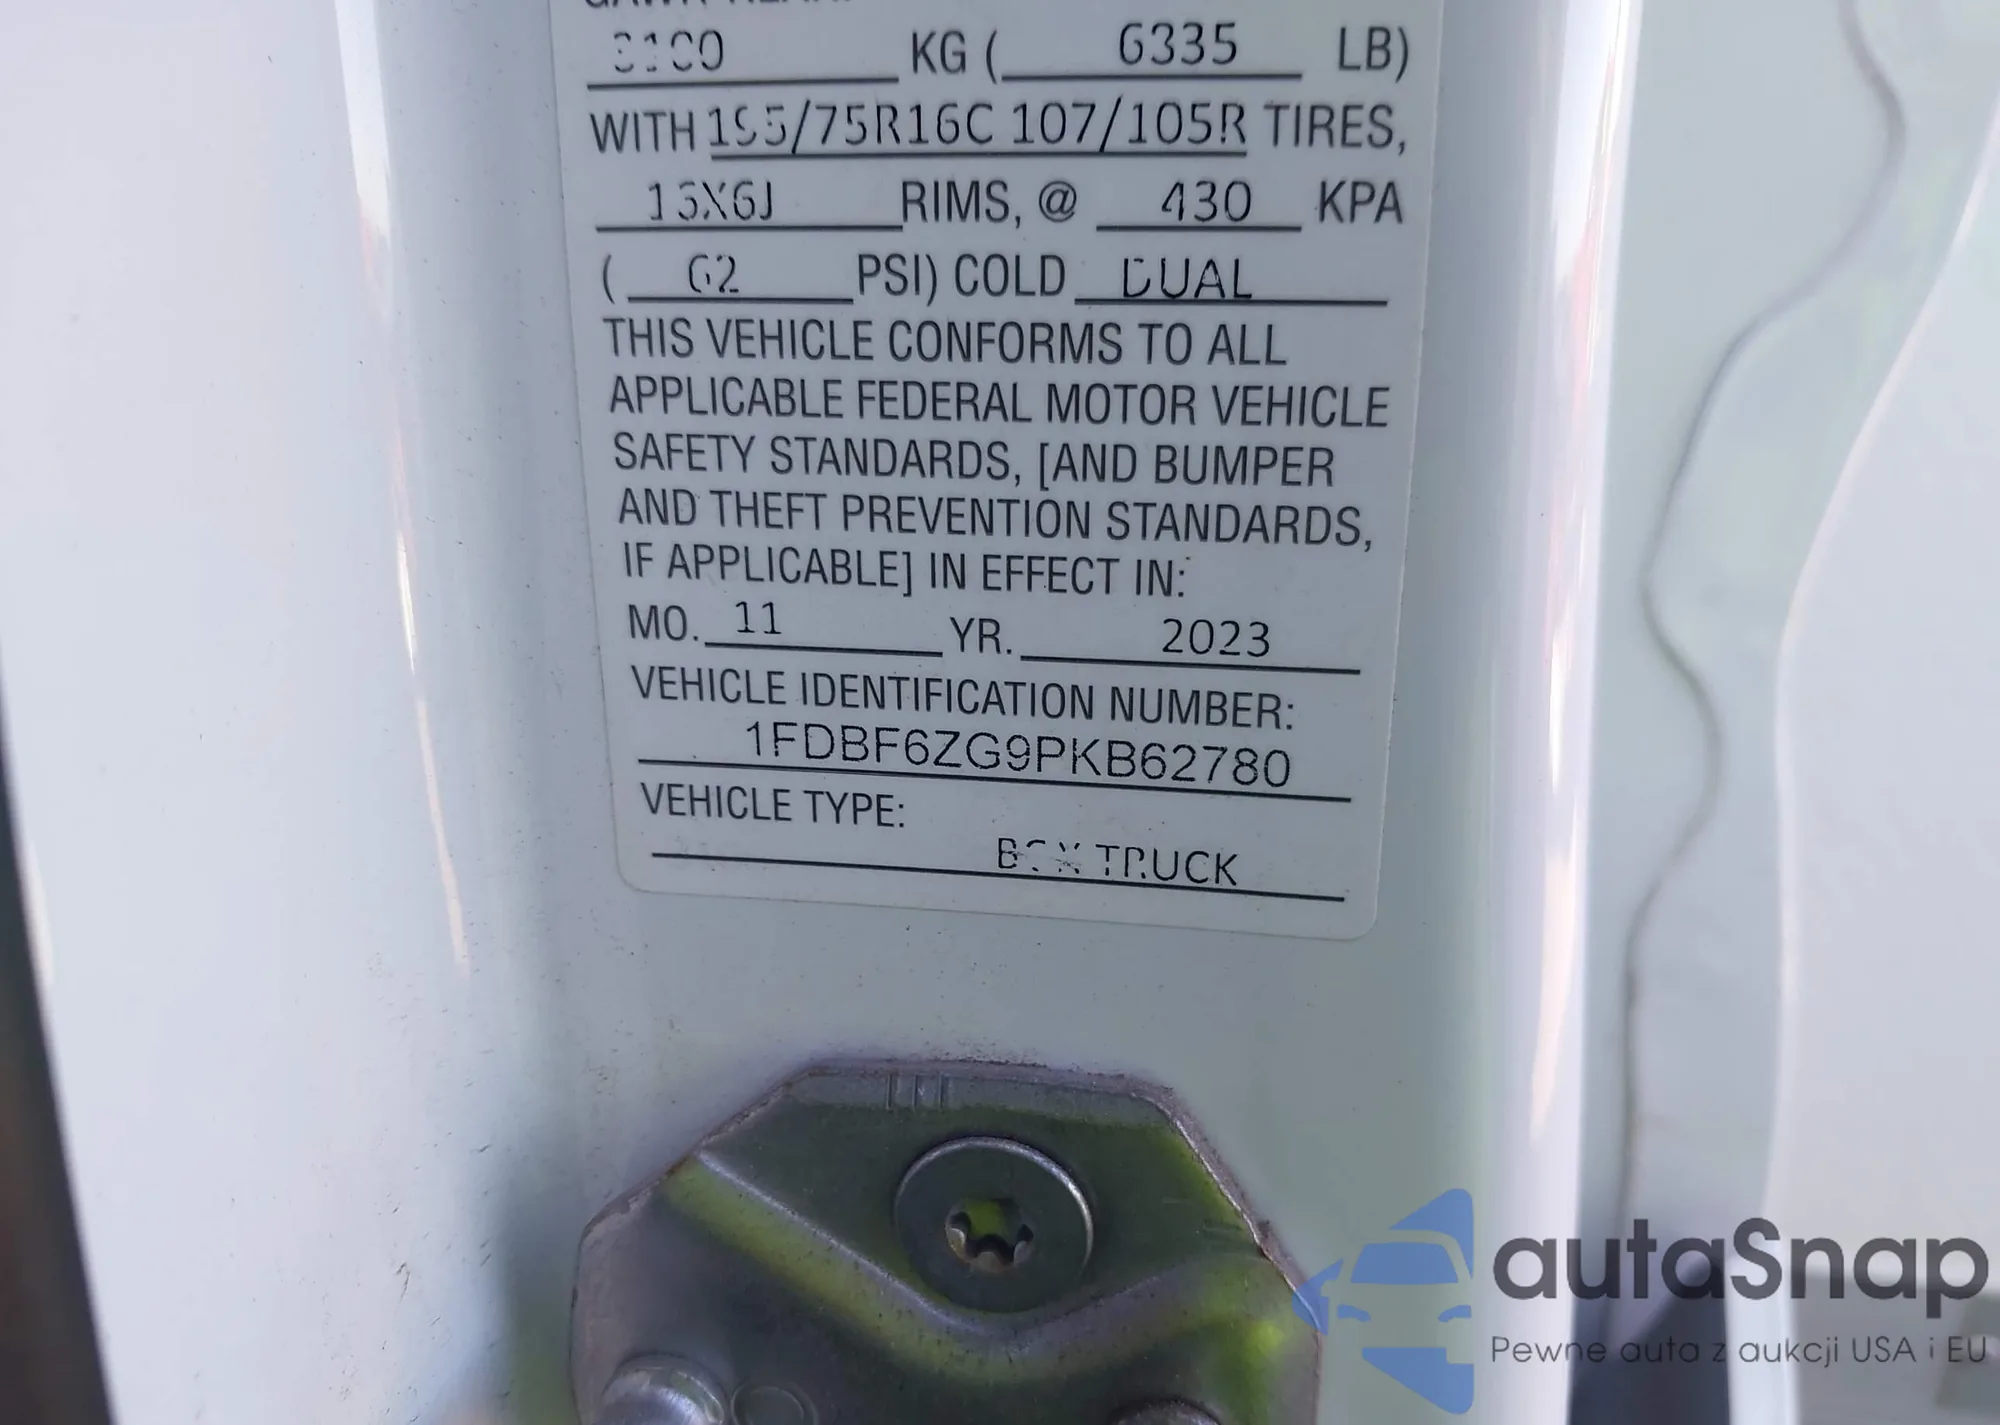 KG ( 6335 LB)
WITH 195/75R16C 107/105R TIRES,
16X6J RIMS, @ 430 KPA
( 62 PSI) COLD DUAL
THIS VEHICLE CONFORMS TO ALL
APPLICABLE FEDERAL MOTOR VEHICLE
SAFETY STANDARDS, [AND BUMPER
AND THEFT PREVENTION STANDARDS,
IF APPLICABLE] IN EFFECT IN:
MO. 11 YR. 2023
VEHICLE IDENTIFICATION NUMBER:
1FDBF6ZG9PKB62780
VEHICLE TYPE:
BOX TRUCK
autaSnap
Pewne auta z aukcji USA i EU